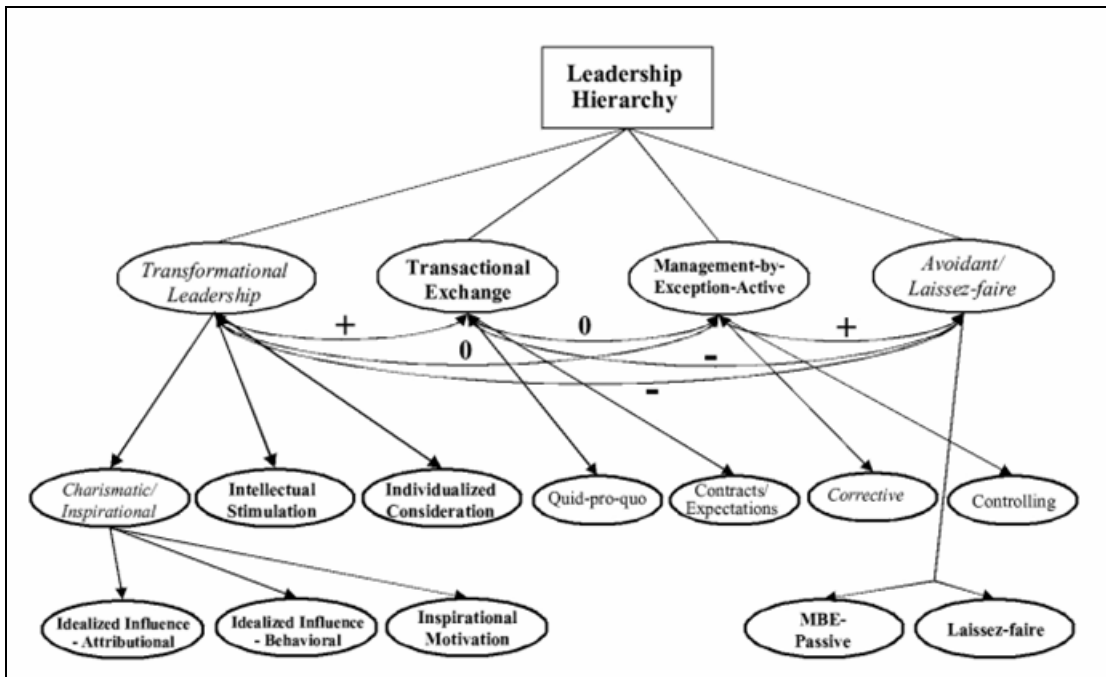 Leadership
Hierarchy
Transformational
Leadership
Transactional
Exchange
Management-by-
Exception-Active
Avoidant/
Laissez-faire
+
0
+
0
-
-
Charismatic/
Inspirational
Intellectual
Stimulation
Individualized
Consideration
Quid-pro-quo
Contracts/
Expectations
Corrective
Controlling
Idealized Influence
- Attributional
Idealized Influence
- Behavioral
Inspirational
Motivation
MBE-
Passive
Laissez-faire